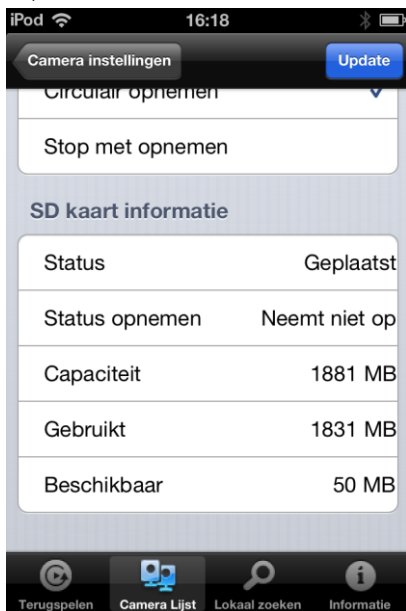 iPod 16:18
Camera instellingen Update
Circulair opnemen
Stop met opnemen
SD kaart informatie
Status Geplaatst
Status opnemen Neemt niet op
Capaciteit 1881 MB
Gebruikt 1831 MB
Beschikbaar 50 MB
Terugspelen Camera Lijst Lokaal zoeken Informatie